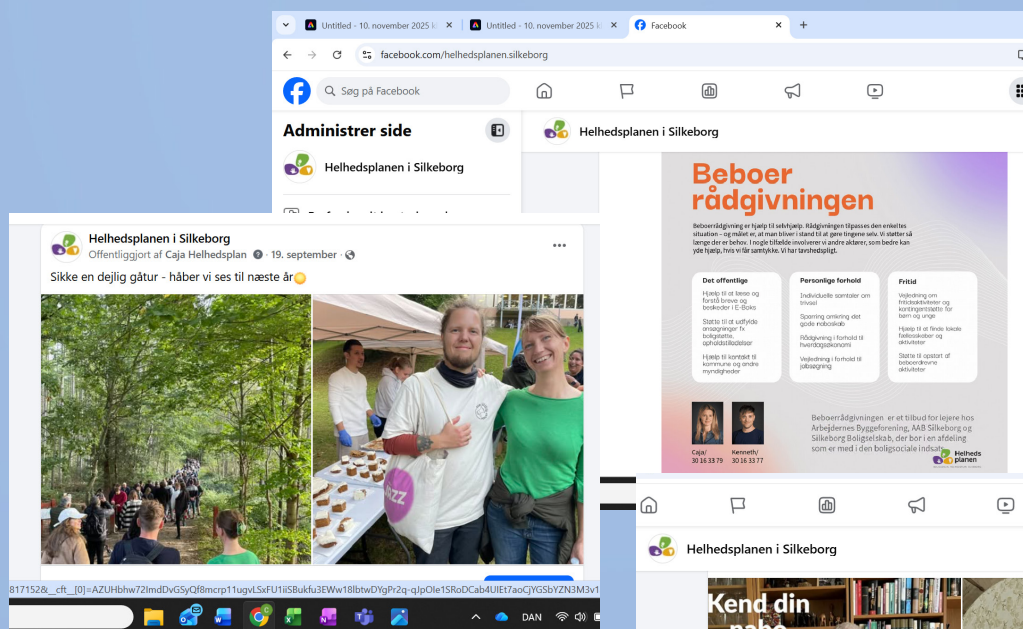 Untitled - 10. november 2025 k
Untitled - 10. november 2025 k
Facebook
facebook.com/helhedsplanen.silkeborg
Søg på Facebook
Administrer side
Helhedsplanen i Silkeborg
Helhedsplanen i Silkeborg
Beboer
rådgivningen
Beboerrådgivning er hjælp til selvhjælp. Rådgivningen tilpasses den enkeltes
situation – og målet er, at man bliver i stand til at gøre tingene selv. Vi støtter så
længe der er behov. I nogle tilfælde involverer vi andre aktører, som bedre kan
yde hjælp, hvis vi får samtykke. Vi har tavshedspligt.
Det offentlige
Hjælp til at læse og
forstå breve og
beskeder i E-Boks
Støtte til at udfylde
ansøgninger fx
boligstøtte,
opholdstilladelser
Hjælp til kontakt til
kommune og andre
myndigheder
Personlige forhold
Individuelle samtaler om
trivsel
Sparring omkring det
gode naboskab
Rådgivning i forhold til
hverdagsøkonomi
Vejledning i forhold til
jobsøgning
Fritid
Vejledning om
fritidsaktiviteter og
kontingentstøtte for
børn og unge
Hjælp til at finde lokale
fællesskaber og
aktiviteter
Støtte til opstart af
beboerdrevne
aktiviteter
Caja/
30 16 33 79
Kenneth/
30 16 33 77
Beboerrådgivningen er et tilbud for lejere hos
Arbejdernes Byggeforening, AAB Silkeborg og
Silkeborg Boligselskab, der bor i en afdeling
som er med i den boligsociale indsats
Helheds
planen
Helhedsplanen i Silkeborg
Offentliggjort af Caja Helhedsplan · 19. september ·
Sikke en dejlig gåtur - håber vi ses til næste år
JAZZ
DAN
Helhedsplanen i Silkeborg
Kend din
nabo